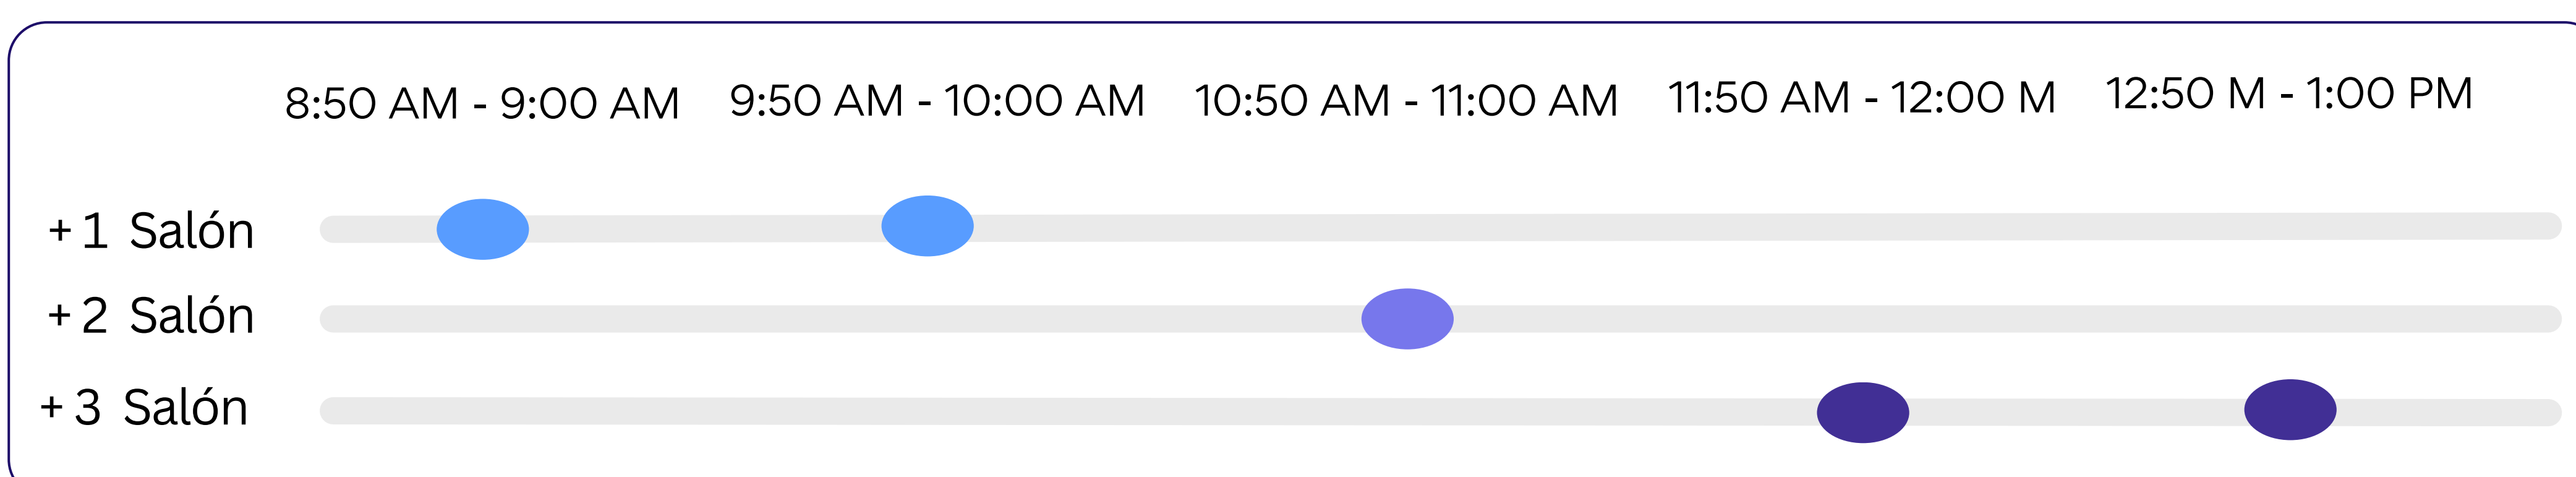 8:50 AM - 9:00 AM 9:50 AM - 10:00 AM 10:50 AM - 11:00 AM 11:50 AM - 12:00 M 12:50 M - 1:00 PM
+1 Salón
+2 Salón
+3 Salón